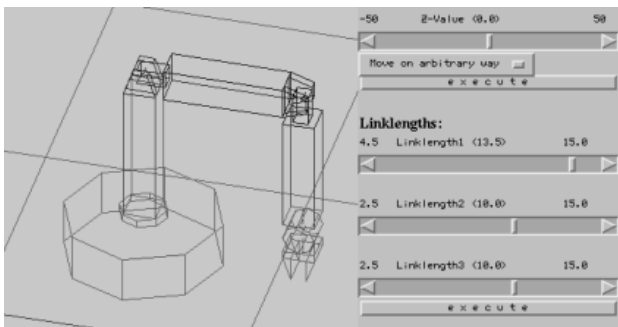 -50 Z-Value (0.0) 50
Move on arbitrary way
execute
Linklengths:
4.5 Linklength1 (13.5) 15.0
2.5 Linklength2 (10.0) 15.0
2.5 Linklength3 (10.0) 15.0
execute